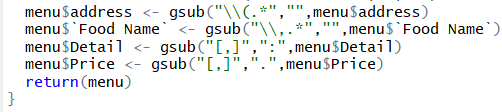 menu$address <- gsub("\\(.*","",menu$address)
menu$`Food Name` <- gsub("\\,.*","",menu$`Food Name`)
menu$Detail <- gsub("[,]",":",menu$Detail)
menu$Price <- gsub("[,]",".",menu$Price)
return(menu)
}